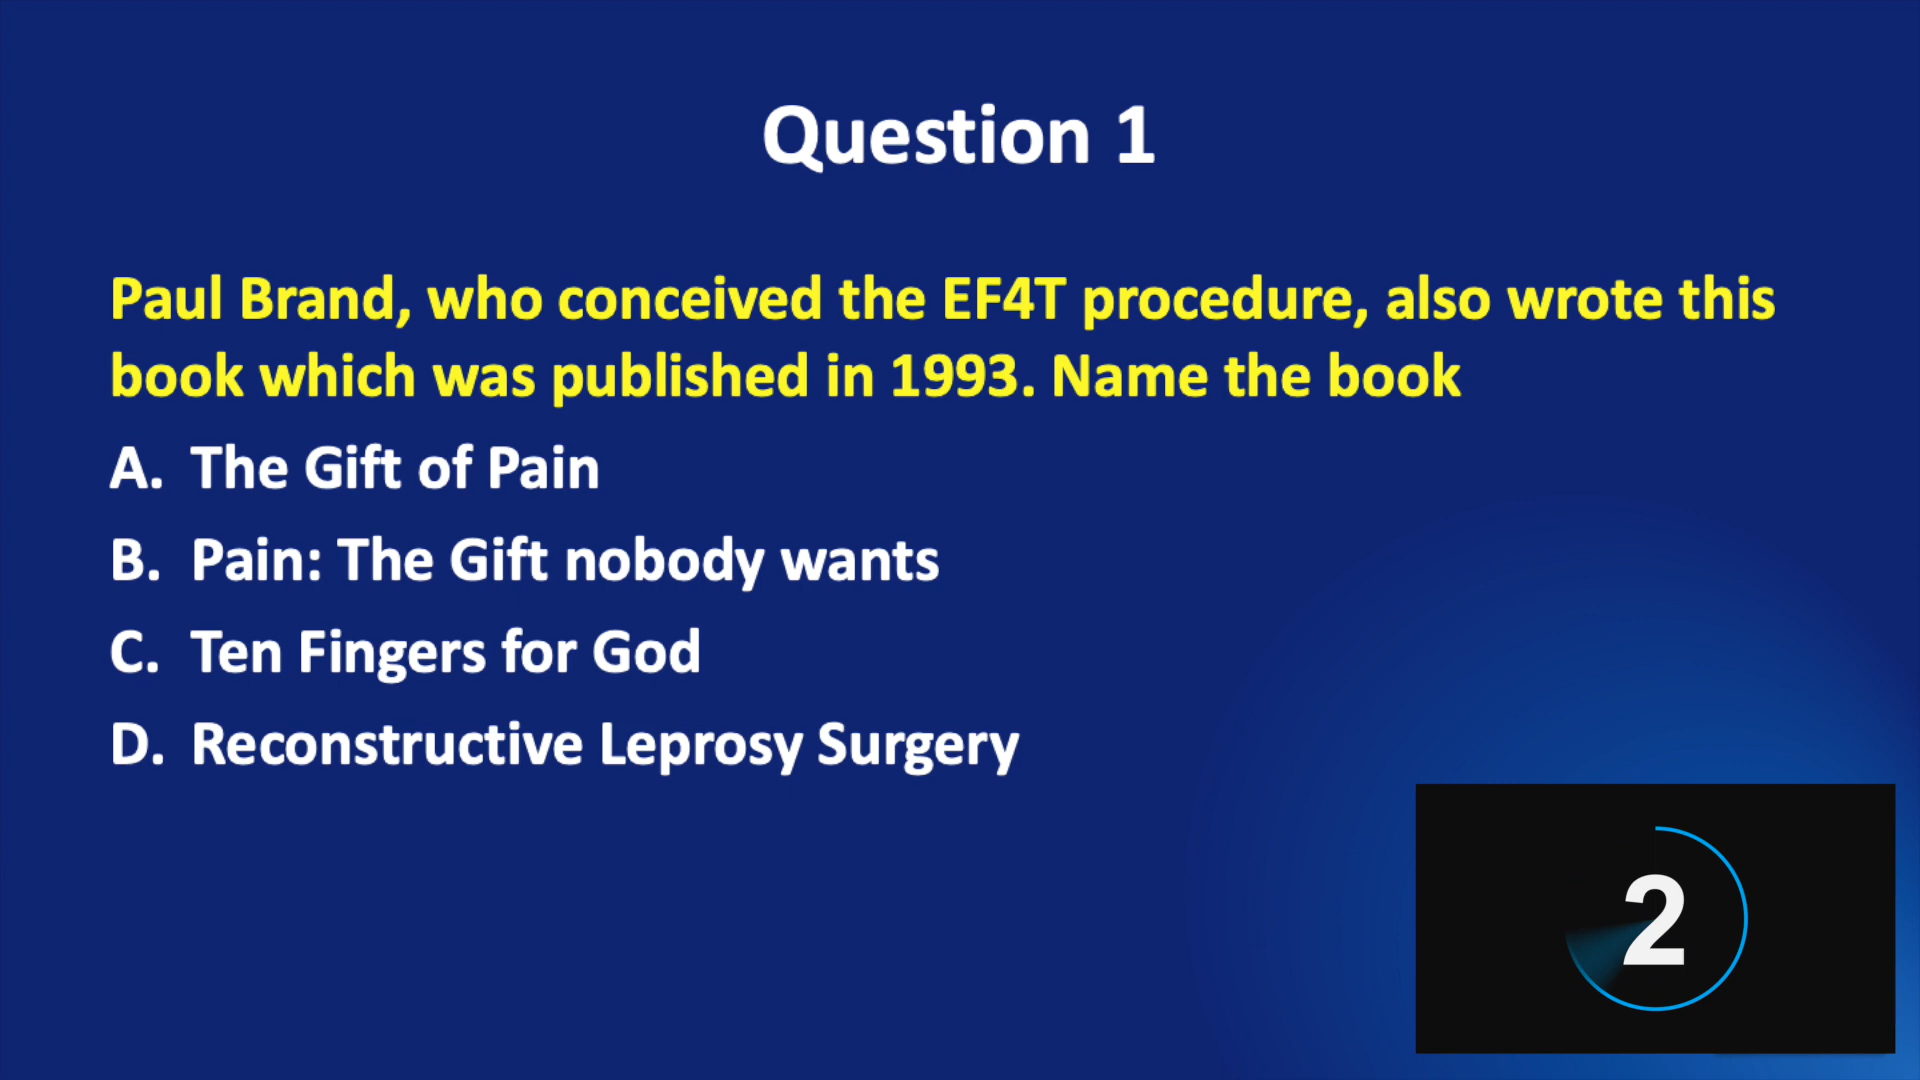 Question 1
Paul Brand, who conceived the EF4T procedure, also wrote this
book which was published in 1993. Name the book
A. The Gift of Pain
B. Pain: The Gift nobody wants
C. Ten Fingers for God
D. Reconstructive Leprosy Surgery
2